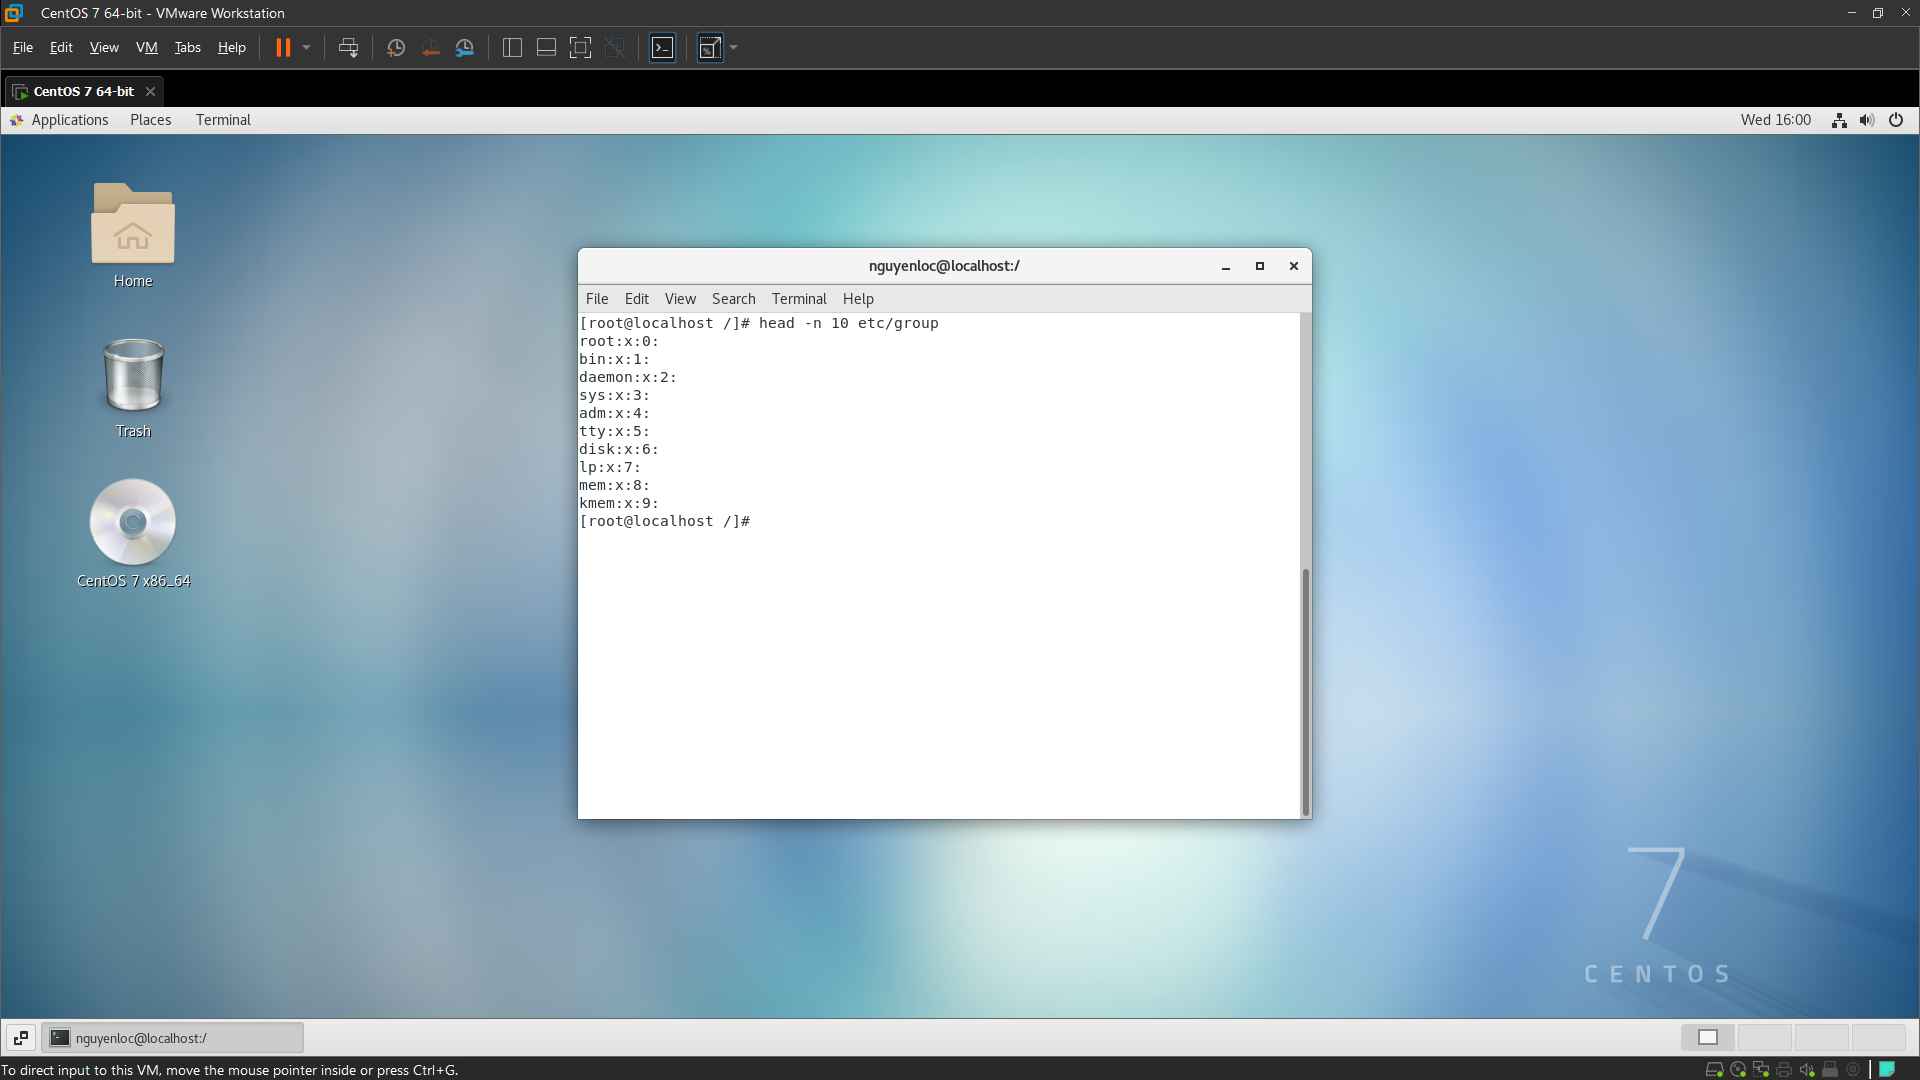 CentOS 7 64-bit - VMware Workstation
File Edit View VM Tabs Help
CentOS 7 64-bit
Applications Places Terminal
Wed 16:00
Home
Trash
CentOS 7 x86_64
nguyenloc@localhost:/
File Edit View Search Terminal Help
[root@localhost /]# head -n 10 etc/group
root:x:0:
bin:x:1:
daemon:x:2:
sys:x:3:
adm:x:4:
tty:x:5:
disk:x:6:
lp:x:7:
mem:x:8:
kmem:x:9:
[root@localhost /]#
7
CENTOS
nguyenloc@localhost:/
To direct input to this VM, move the mouse pointer inside or press Ctrl+G.